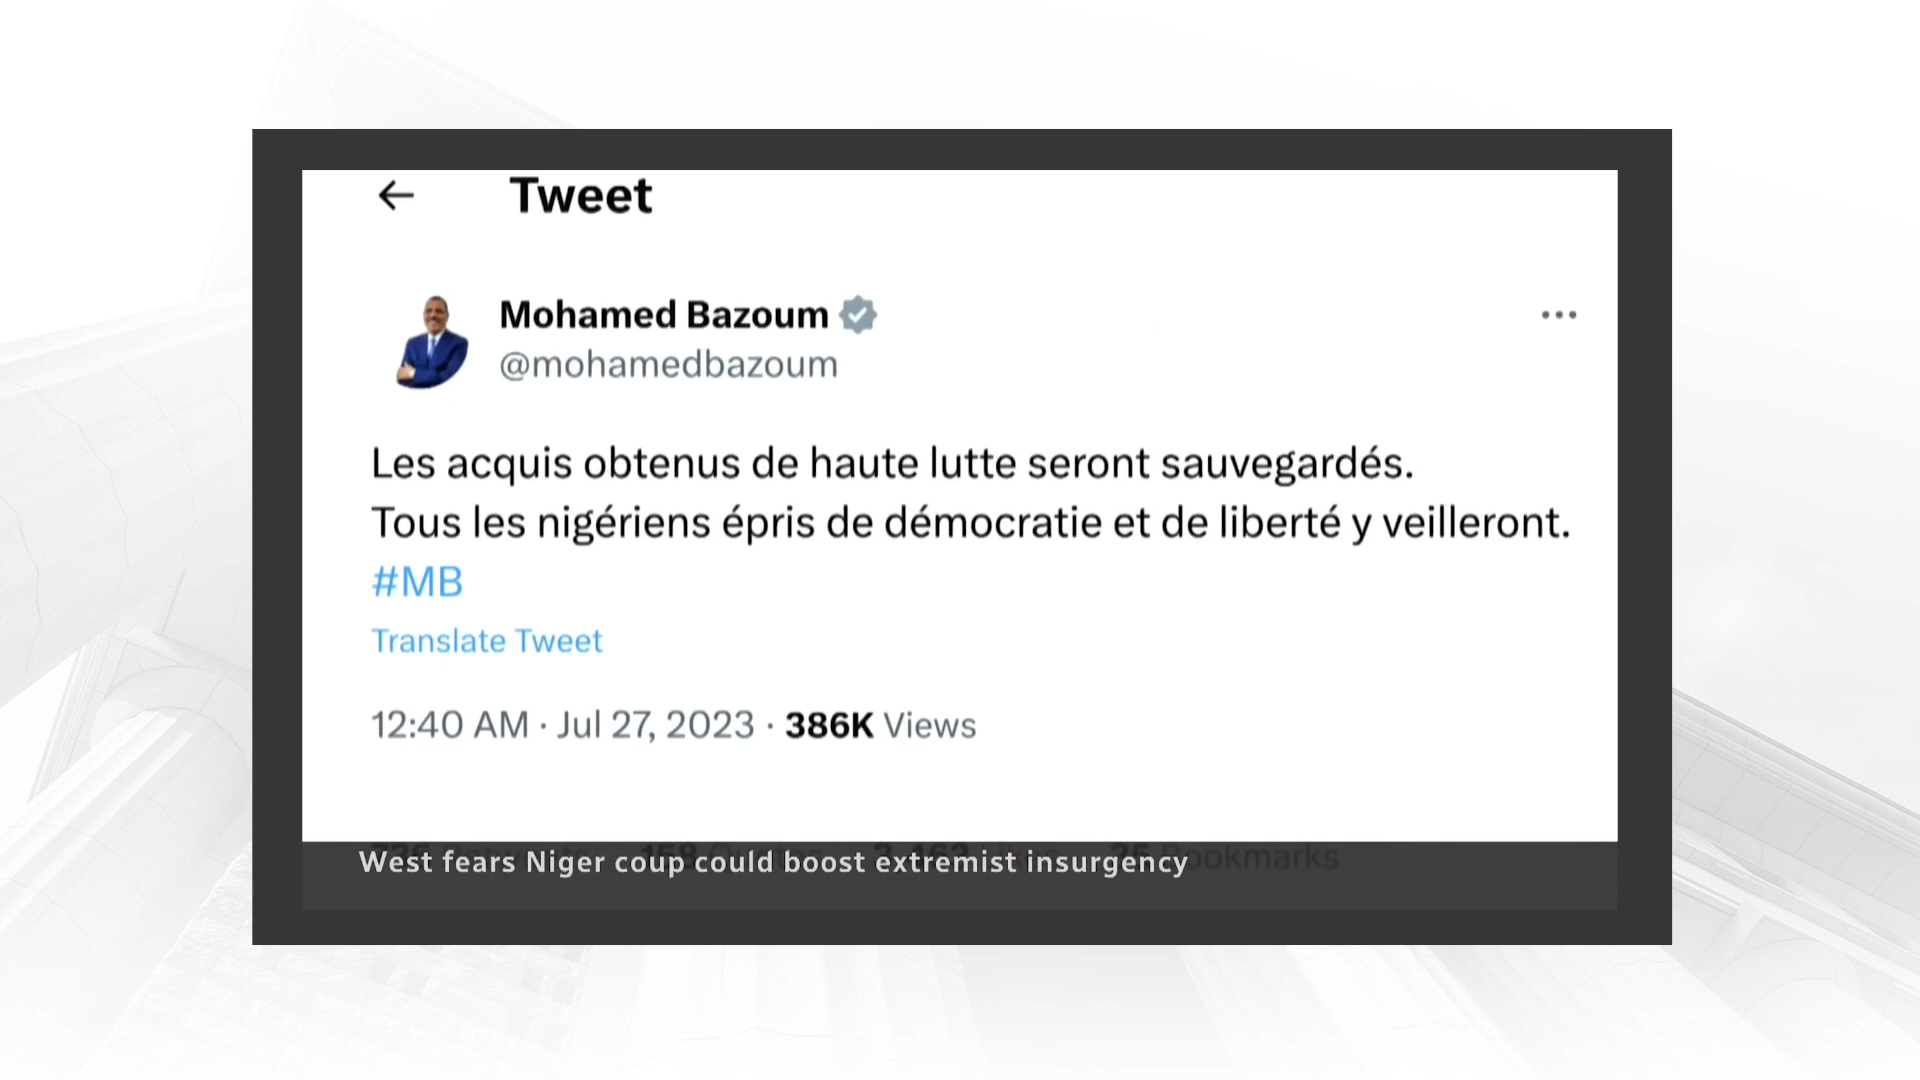 Tweet
Mohamed Bazoum
@mohamedbazoum
Les acquis obtenus de haute lutte seront sauvegardés.
Tous les nigériens épris de démocratie et de liberté y veilleront.
#MB
Translate Tweet
12:40 AM · Jul 27, 2023 · 386K Views
West fears Niger coup could boost extremist insurgency